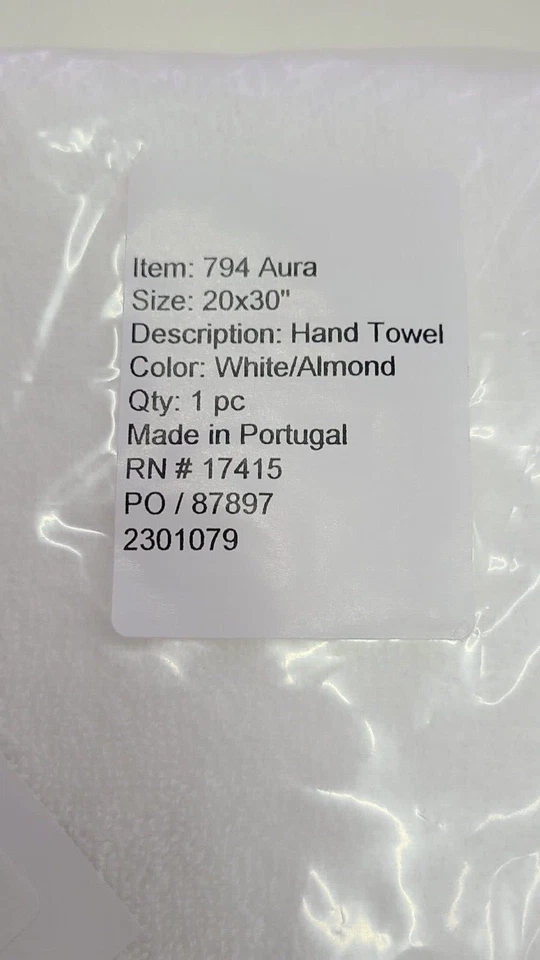 Item: 794 Aura
Size: 20x30"
Description: Hand Towel
Color: White/Almond
Qty: 1 pc
Made in Portugal
RN # 17415
PO / 87897
2301079